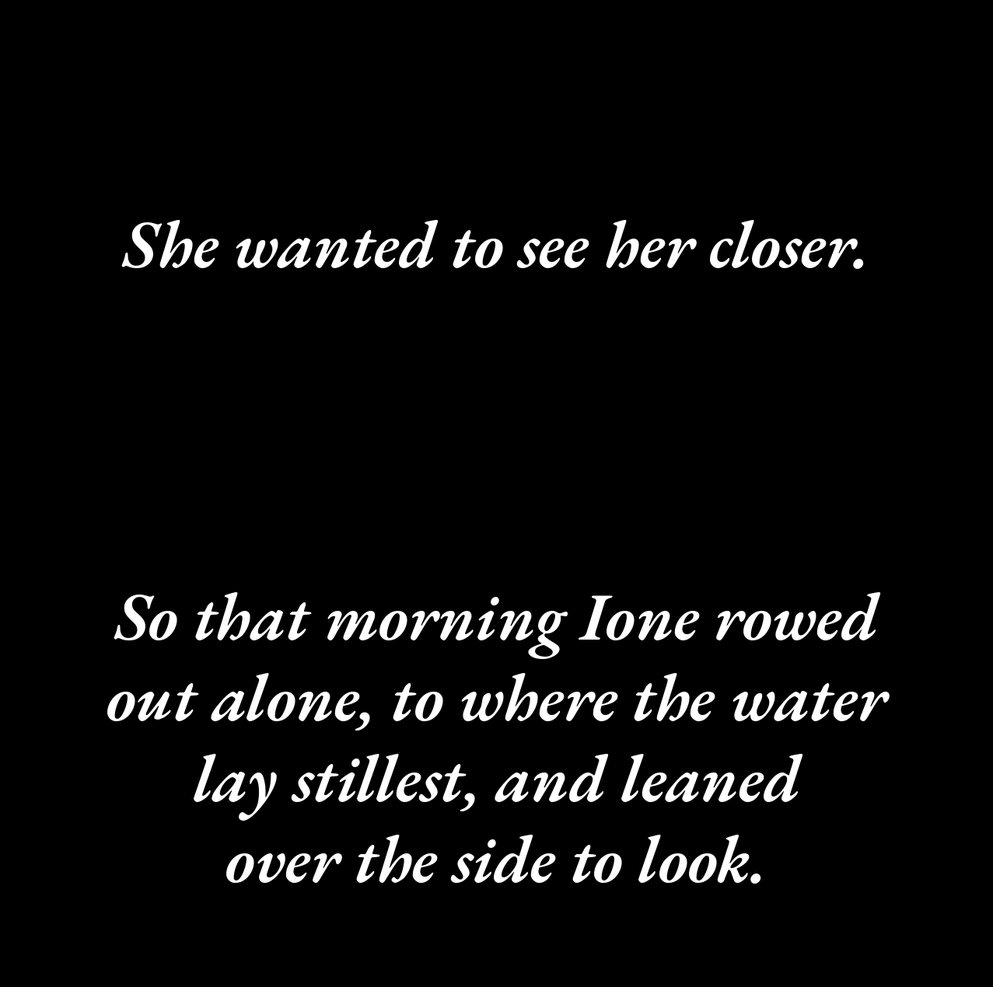 She wanted to see her closer.
So that morning Ione rowed
out alone, to where the water
lay stillest, and leaned
over the side to look.